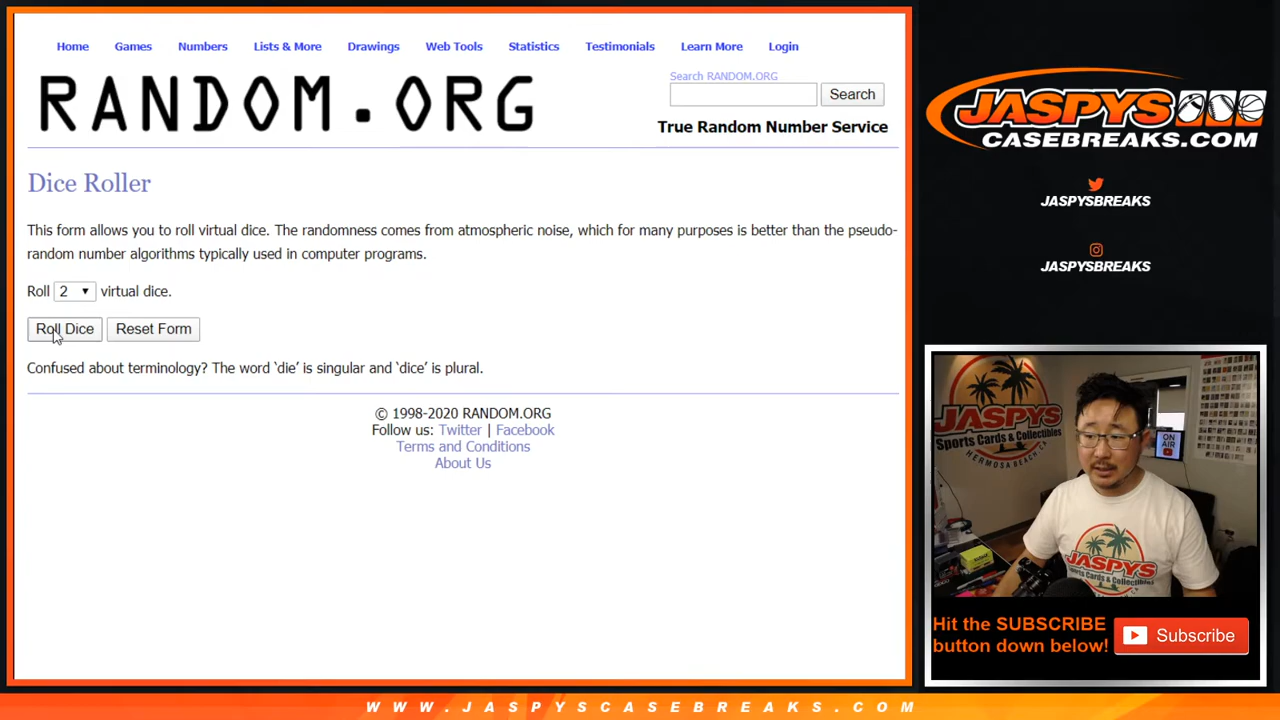 Home Games Numbers Lists & More Drawings Web Tools Statistics Testimonials Learn More Login
RANDOM.ORG
Search RANDOM.ORG
Search
True Random Number Service
Dice Roller
This form allows you to roll virtual dice. The randomness comes from atmospheric noise, which for many purposes is better than the pseudo-
random number algorithms typically used in computer programs.
Roll 2 virtual dice.
Roll Dice Reset Form
Confused about terminology? The word ‘die’ is singular and ‘dice’ is plural.
© 1998-2020 RANDOM.ORG
Follow us: Twitter | Facebook
Terms and Conditions
About Us
JASPYS
CASEBREAKS.COM
JASPYSBREAKS
JASPYSBREAKS
JASPYS
Sports Cards & Collectibles
HERMOSA BEACH, CA
ON
AIR
JASPYS
Hit the SUBSCRIBE
button down below!
Subscribe
WWW.JASPYSCASEBREAKS.COM